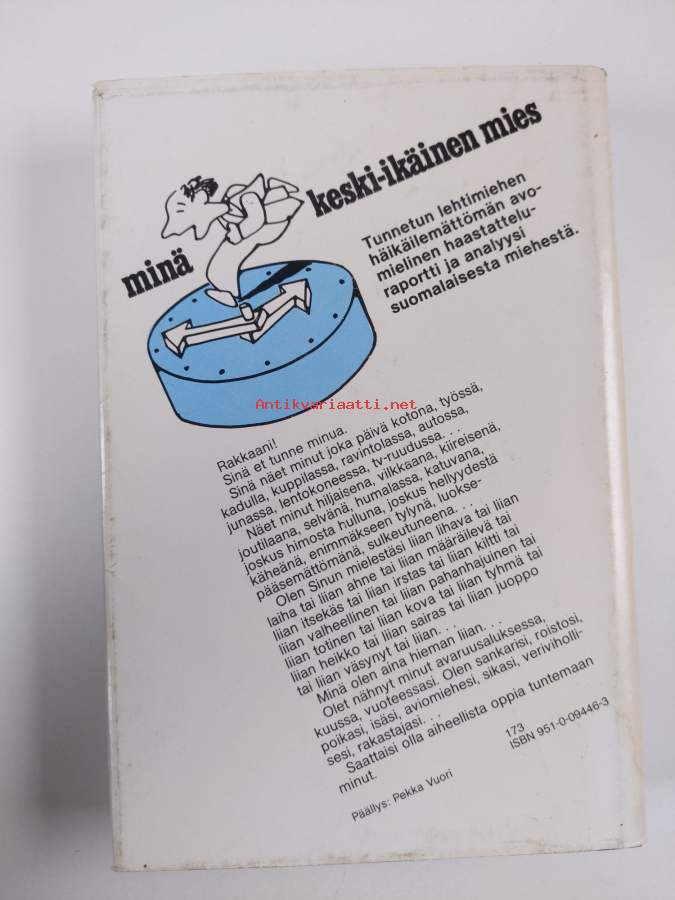 minä keski-ikäinen mies
Tunnetun lehtimiehen
häikäilemättömän avo-
mielinen haastattelu-
raportti ja analyysi
suomalaisesta miehestä.
Antikvariaatti.net
Rakkaani!
Sinä et tunne minua.
Sinä näet minut joka päivä kotona, työssä,
kadulla, kuppilassa, ravintolassa, autossa,
junassa, lentokoneessa, tv-ruudussa. . .
Näet minut hiljaisena, vilkkaana, kiireisenä,
joutilaana, selvänä, humalassa, katuvana,
joskus himosta hulluna, joskus hellyydestä
käheänä, enimmäkseen tylynä, luokse-
pääsemättömänä, sulkeutuneena. . .
Olen Sinun mielestäsi liian lihava tai liian
laiha tai liian ahne tai liian määräilevä tai
liian itsekäs tai liian irstas tai liian kiltti tai
liian valheellinen tai liian pahanhajuinen tai
liian totinen tai liian kova tai liian tyhmä tai
liian heikko tai liian sairas tai liian juoppo
tai liian väsynyt tai liian. . .
Minä olen aina hieman liian. . .
Olet nähnyt minut avaruusaluksessa,
kuussa, vuoteessasi. Olen sankarisi, roistosi,
poikasi, isäsi, aviomiehesi, sikasi, veriviholli-
sesi, rakastajasi. . .
Saattaisi olla aiheellista oppia tuntemaan
minut.
173
ISBN 951-0-09446-3
Päällys: Pekka Vuori